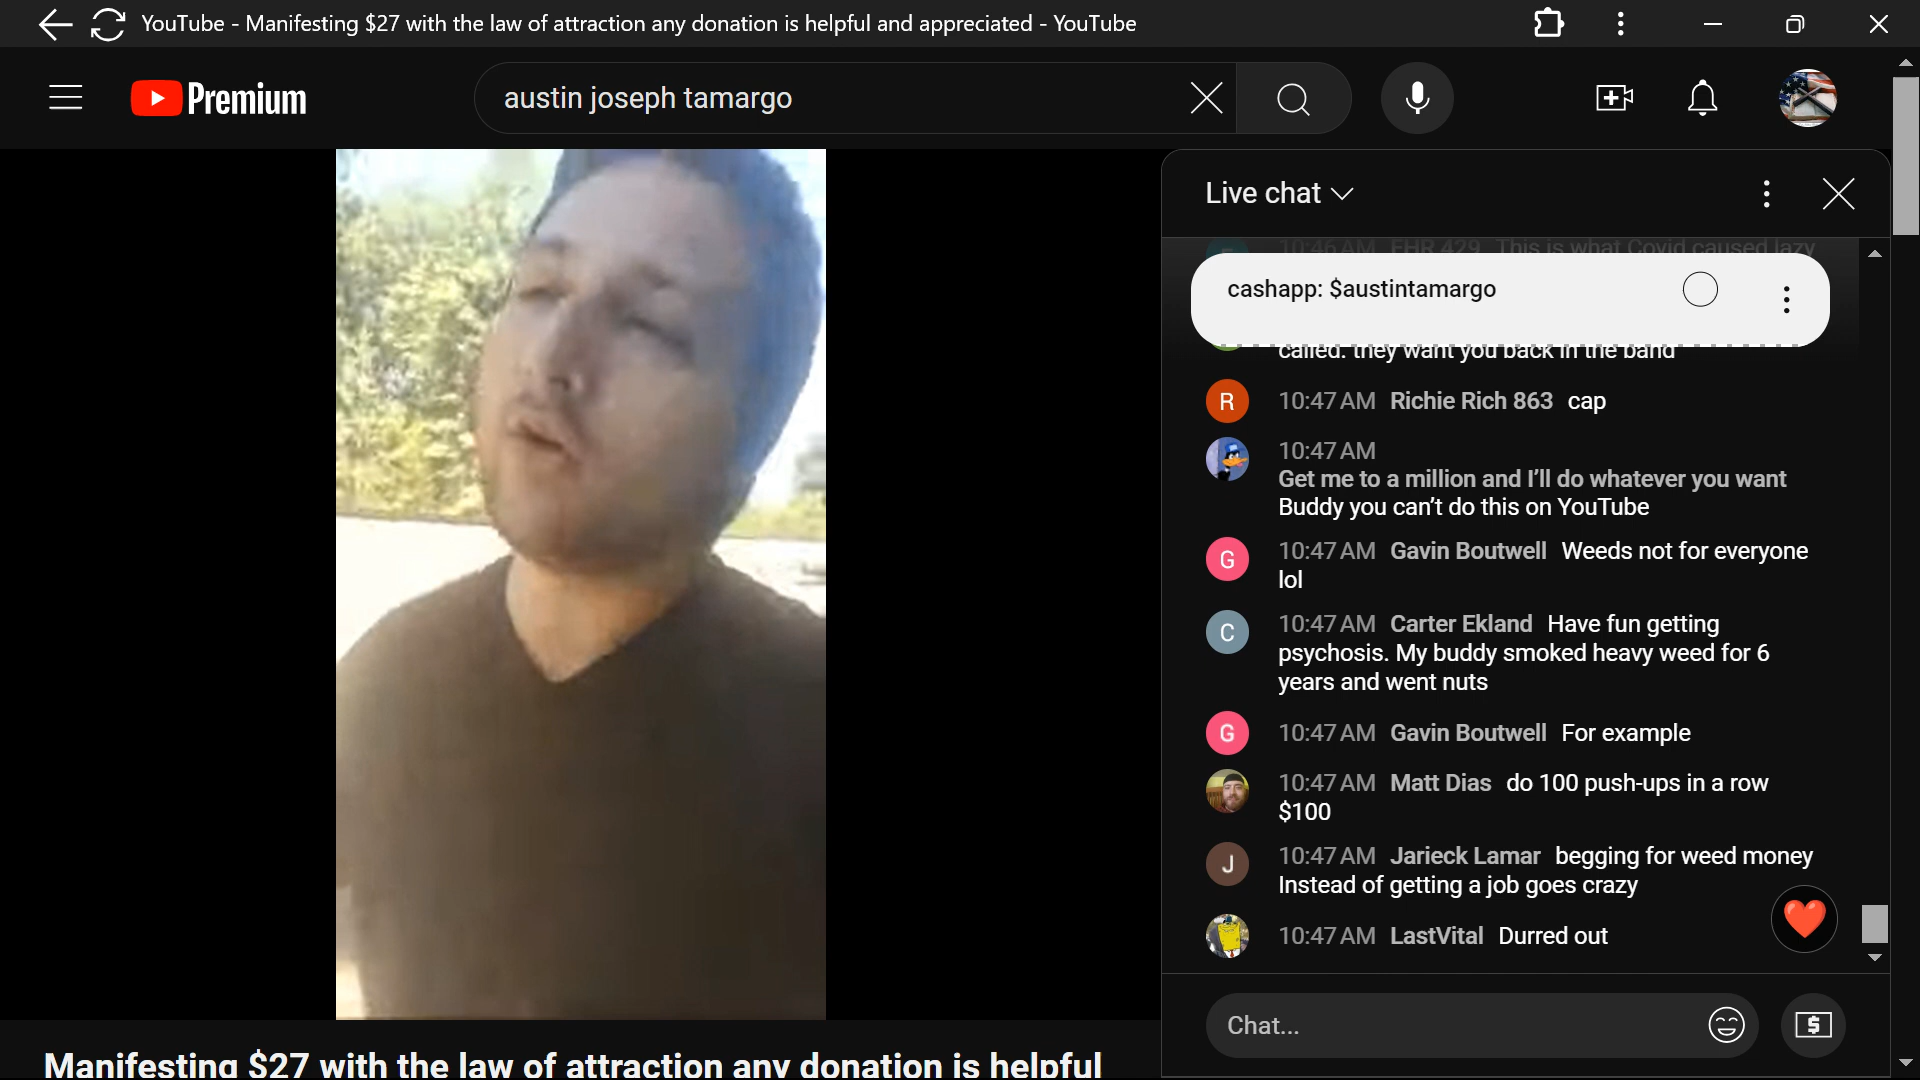 YouTube - Manifesting $27 with the law of attraction any donation is helpful and appreciated - YouTube
Premium
austin joseph tamargo
Live chat
10:46 AM EHR 429 This is what Covid caused lazy
cashapp: $austintamargo
called. they want you back in the band
10:47 AM Richie Rich 863 cap
10:47 AM
Get me to a million and I’ll do whatever you want
Buddy you can’t do this on YouTube
10:47 AM Gavin Boutwell Weeds not for everyone
lol
10:47 AM Carter Ekland Have fun getting
psychosis. My buddy smoked heavy weed for 6
years and went nuts
10:47 AM Gavin Boutwell For example
10:47 AM Matt Dias do 100 push-ups in a row
$100
10:47 AM Jarieck Lamar begging for weed money
Instead of getting a job goes crazy
10:47 AM LastVital Durred out
Chat...
Manifesting $27 with the law of attraction any donation is helpful